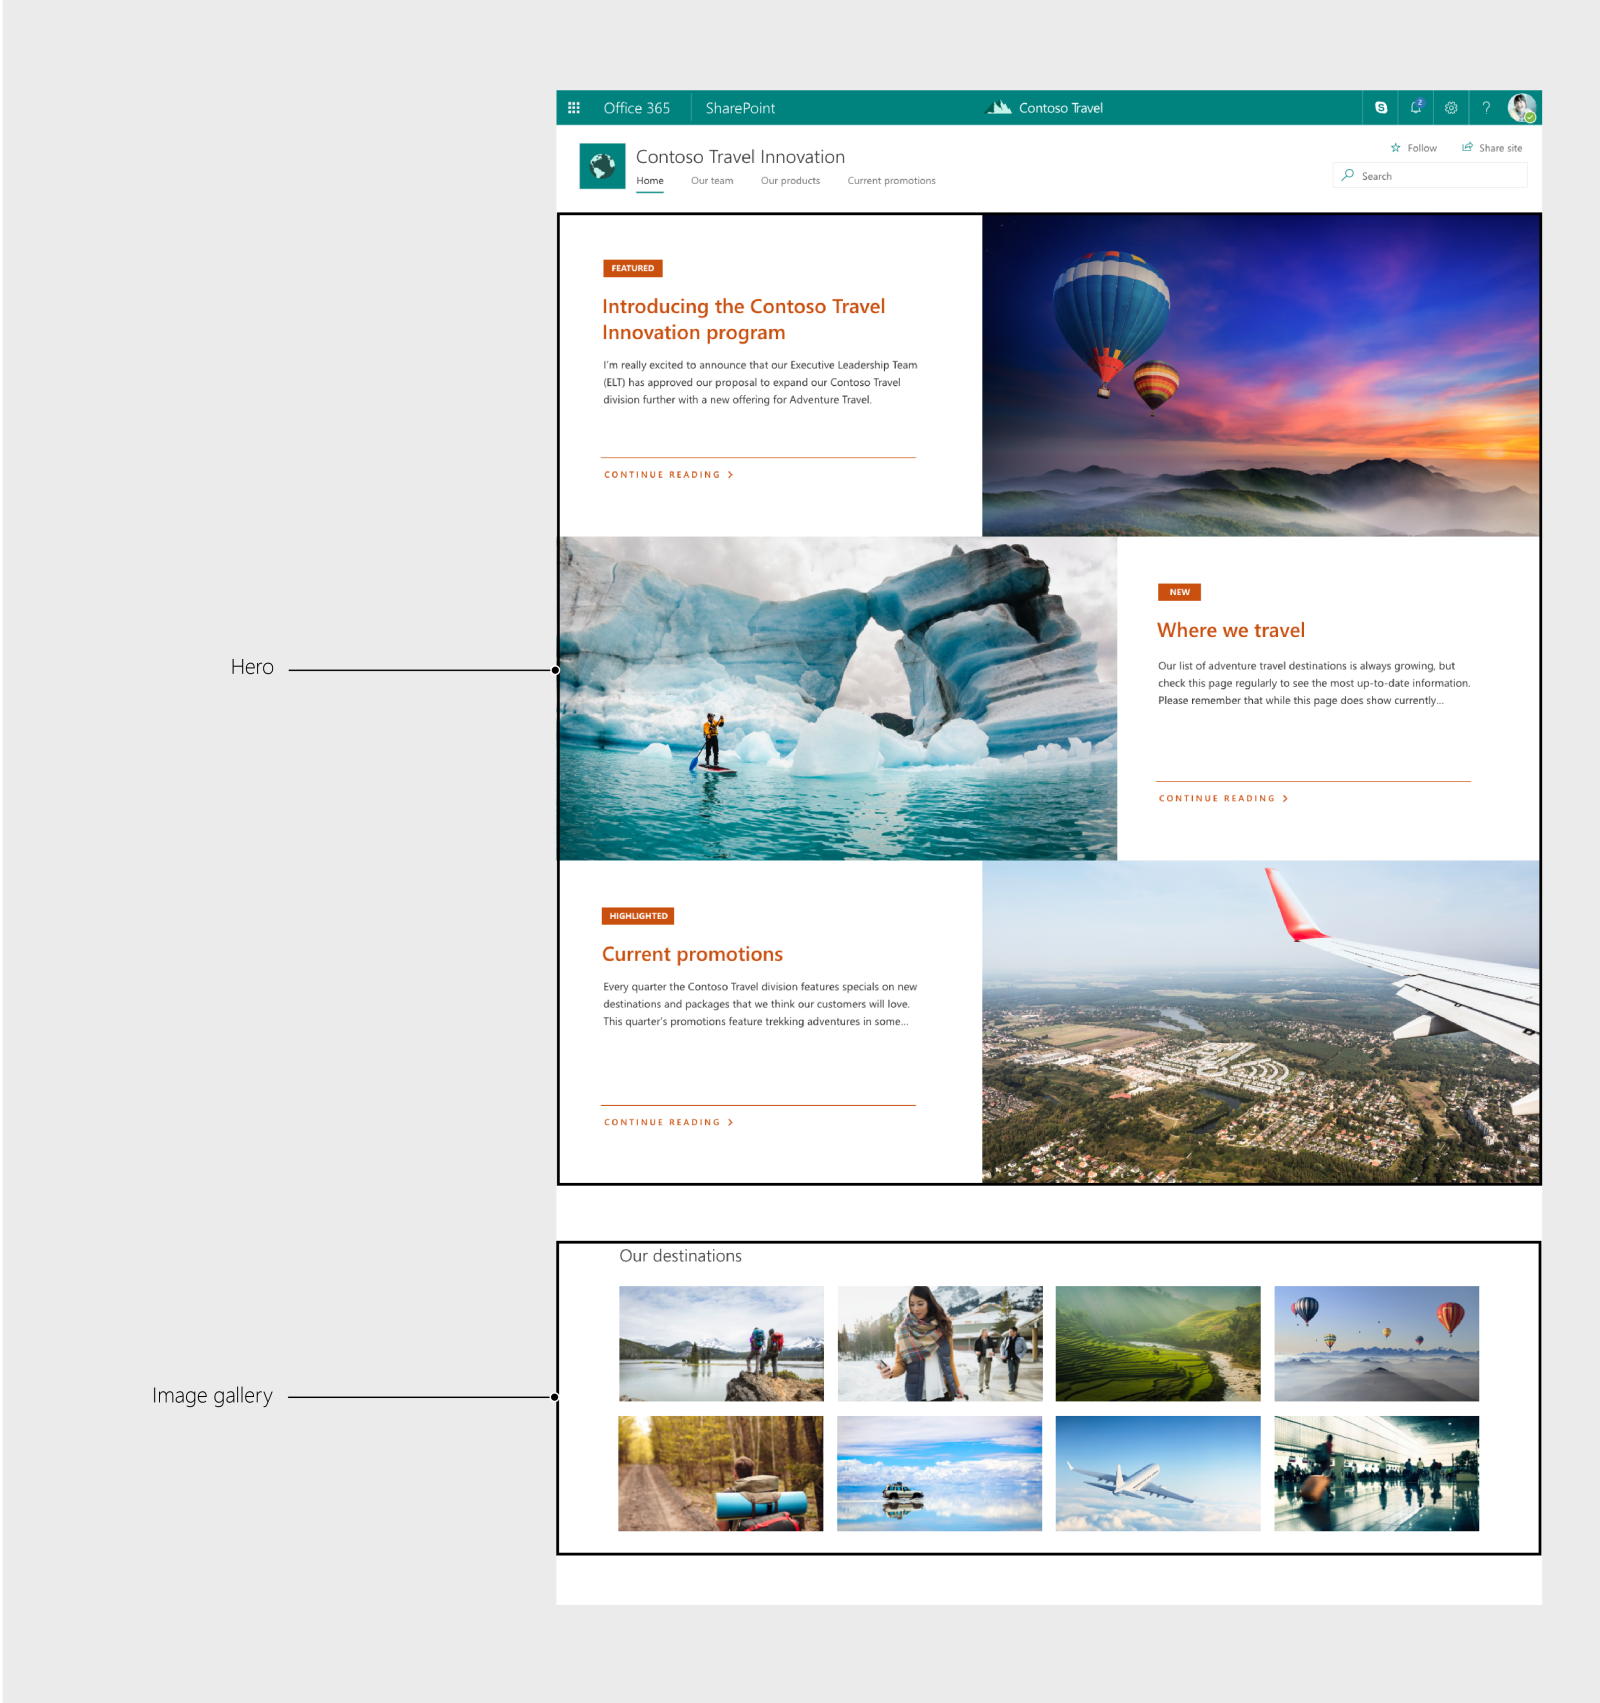 Office 365
SharePoint
Contoso Travel
2
?
Contoso Travel Innovation
Follow
Share site
Home
Our team
Our products
Current promotions
Search
FEATURED
Introducing the Contoso Travel
Innovation program
I'm really excited to announce that our Executive Leadership Team
(ELT) has approved our proposal to expand our Contoso Travel
division further with a new offering for Adventure Travel.
CONTINUE READING >
Hero
NEW
Where we travel
Our list of adventure travel destinations is always growing, but
check this page regularly to see the most up-to-date information.
Please remember that while this page does show currently...
CONTINUE READING >
HIGHLIGHTED
Current promotions
Every quarter the Contoso Travel division features specials on new
destinations and packages that we think our customers will love.
This quarter's promotions feature trekking adventures in some...
CONTINUE READING >
Our destinations
Image gallery